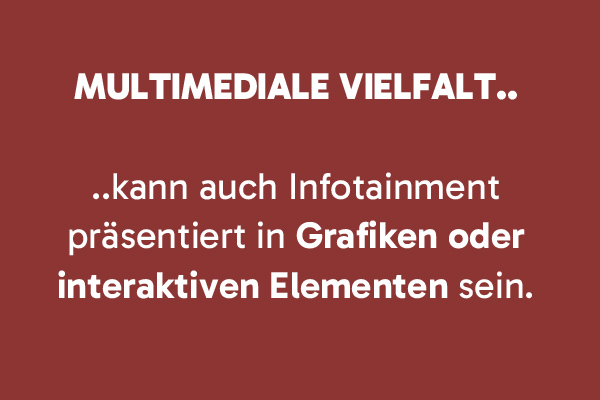 MULTIMEDIALE VIELFALT..
..kann auch Infotainment
präsentiert in Grafiken oder
interaktiven Elementen sein.